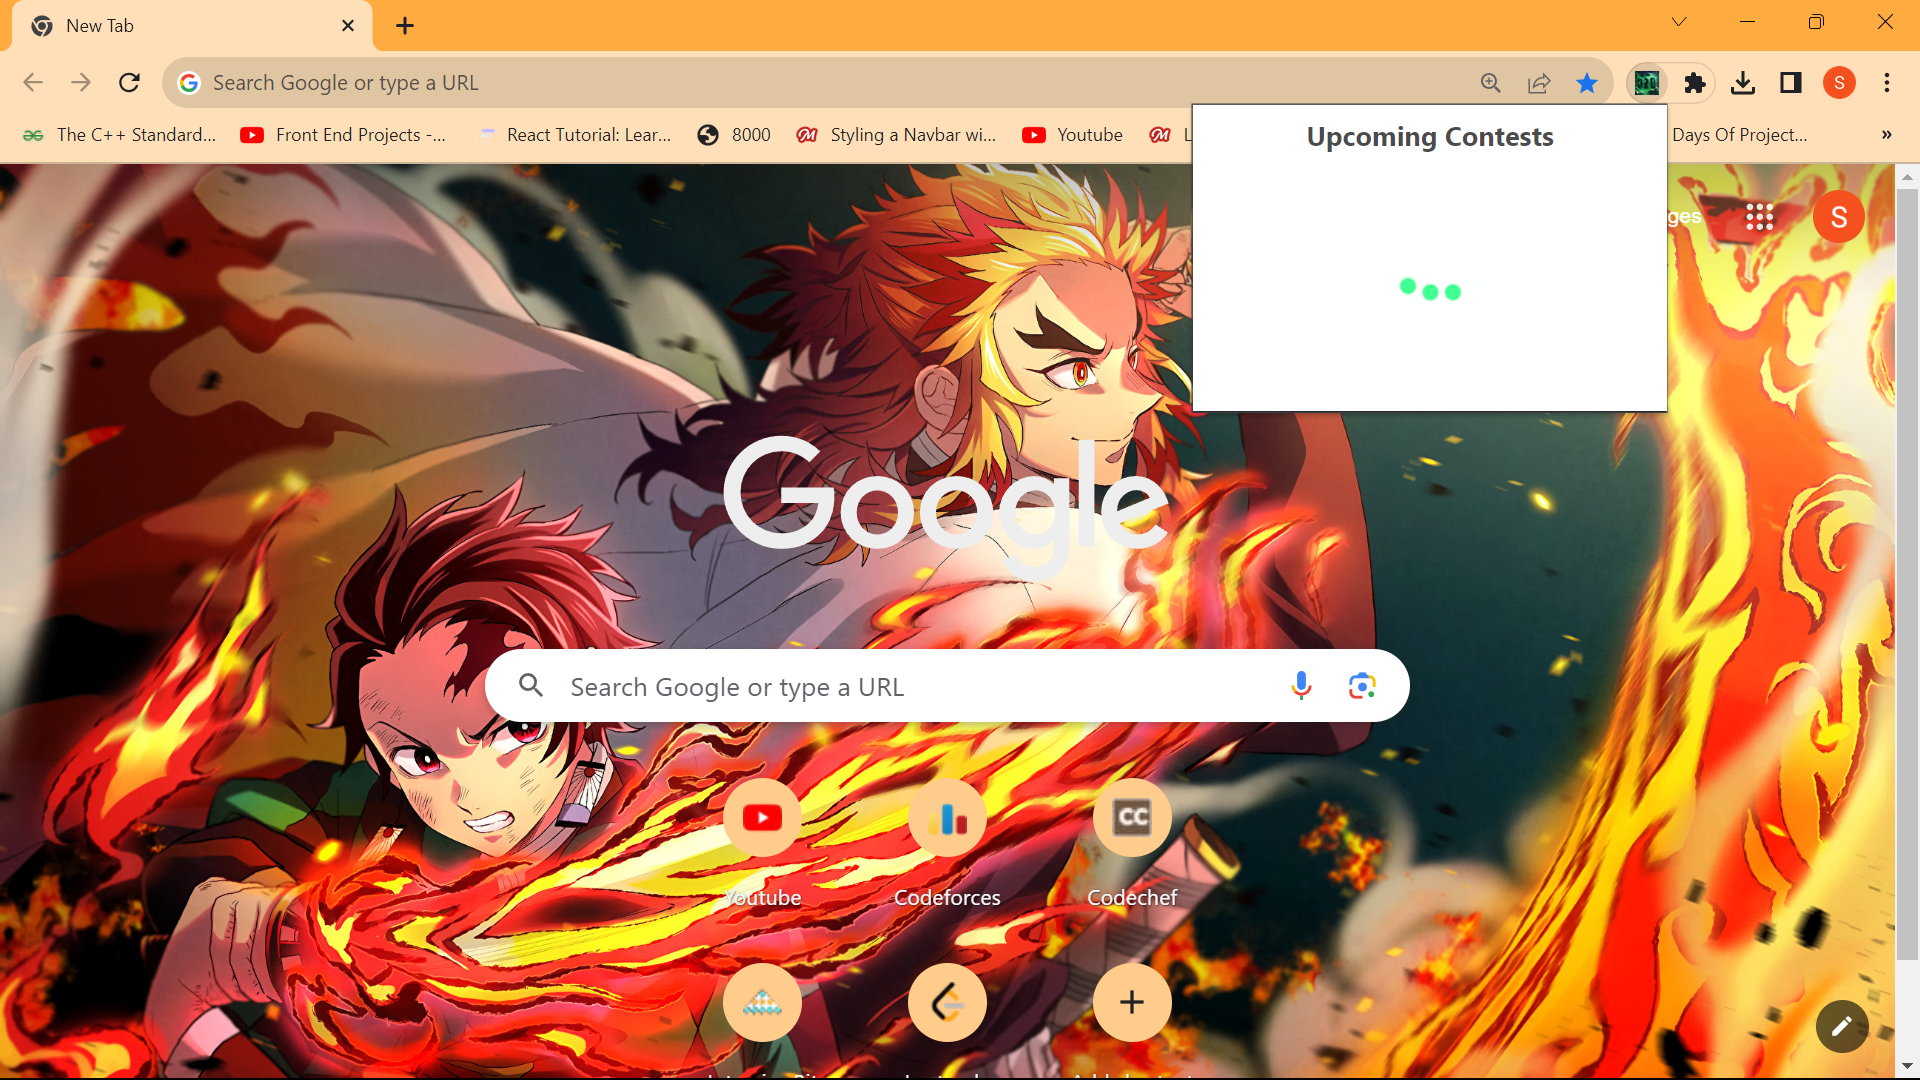 New Tab
Search Google or type a URL
S
The C++ Standard...
Front End Projects -...
React Tutorial: Lear...
8000
Styling a Navbar wi...
Youtube
L
Days Of Project...
»
Upcoming Contests
ges
S
Google
Search Google or type a URL
Youtube
Codeforces
CC
Codechef